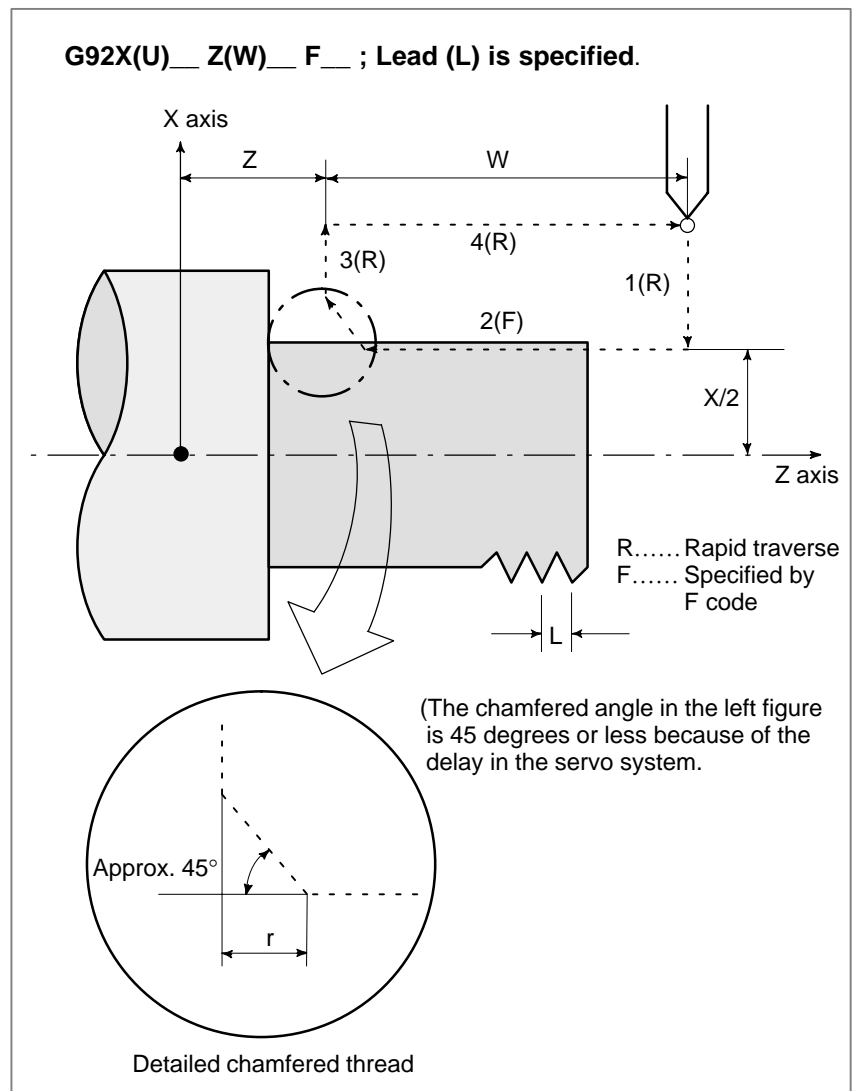 G92X(U)__ Z(W)__ F__ ; Lead (L) is specified.
X axis
Z
W
4(R)
3(R)
1(R)
2(F)
X/2
Z axis
R...... Rapid traverse
F...... Specified by
F code
L
(The chamfered angle in the left figure
is 45 degrees or less because of the
delay in the servo system.
Approx. 45°
r
Detailed chamfered thread